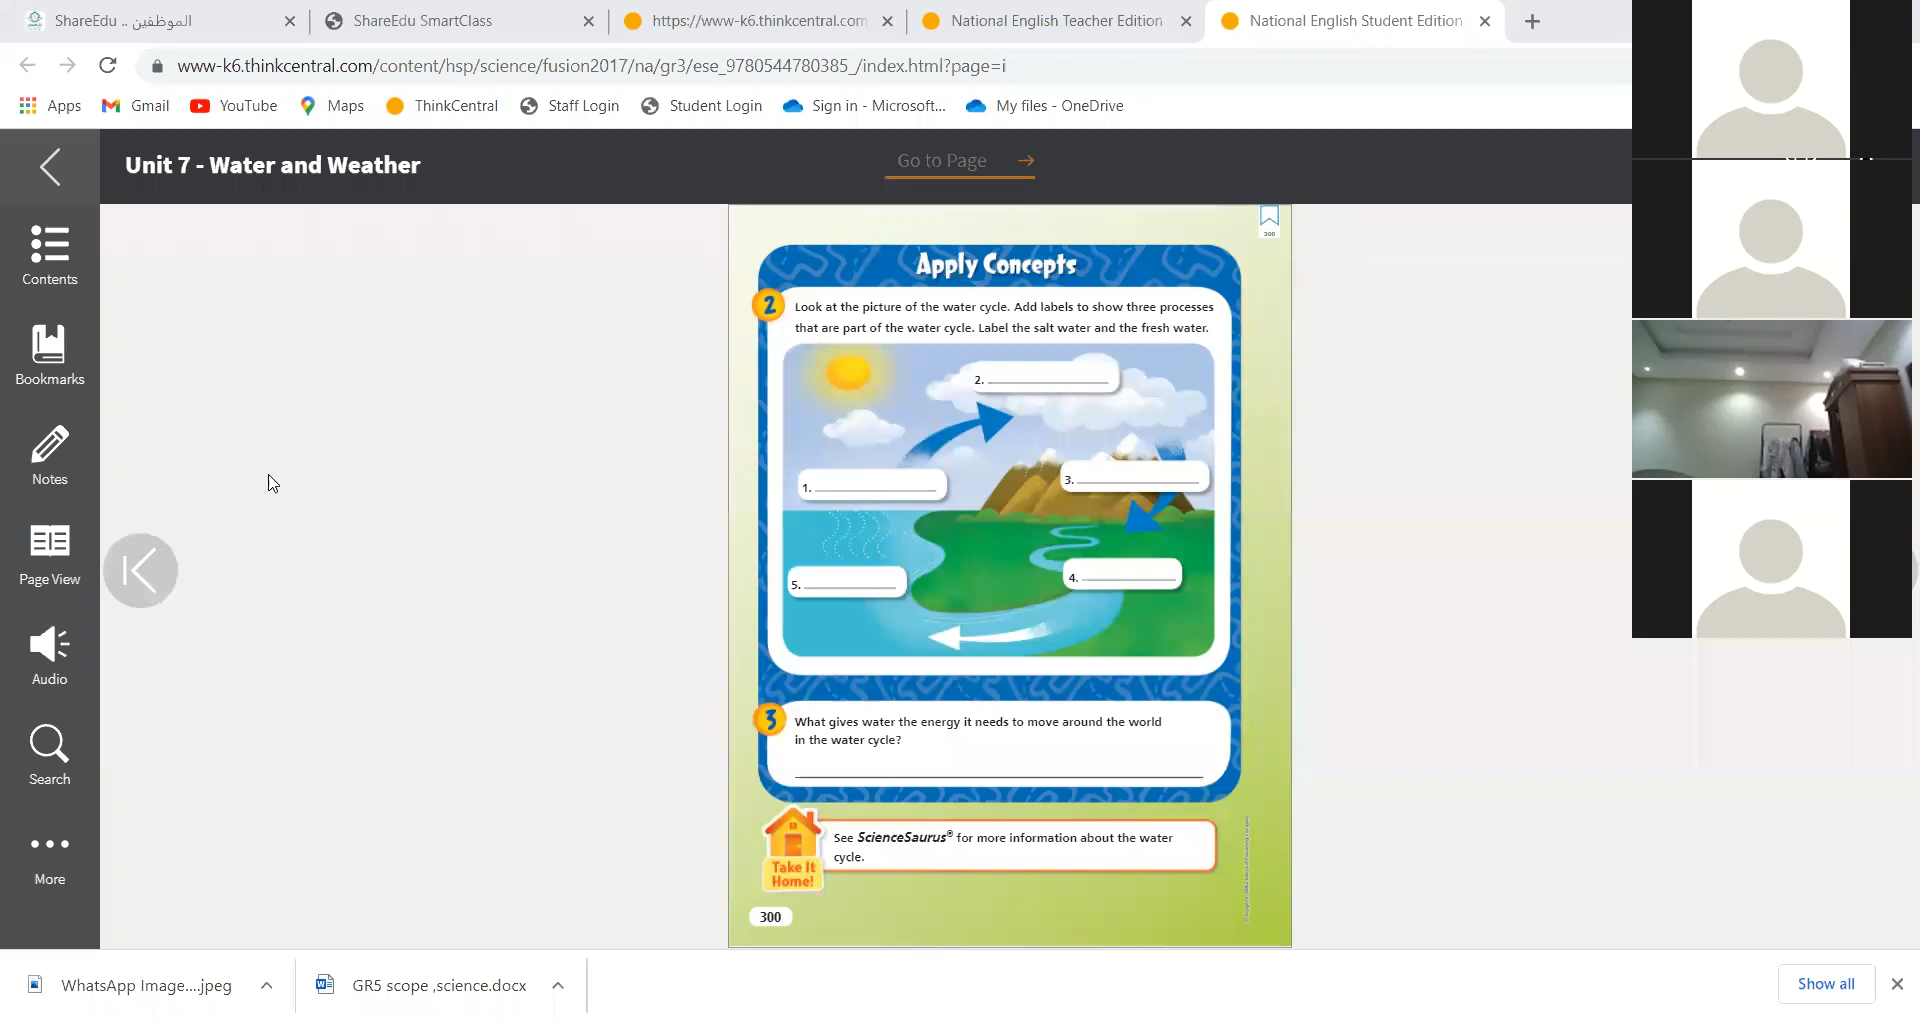 ShareEdu .. الموظفين
ShareEdu SmartClass
https://www-k6.thinkcentral.com
National English Teacher Edition
National English Student Edition
www-k6.thinkcentral.com/content/hsp/science/fusion2017/na/gr3/ese_9780544780385_/index.html?page=i
Apps
Gmail
YouTube
Maps
ThinkCentral
Staff Login
Student Login
Sign in - Microsoft...
My files - OneDrive
Unit 7 - Water and Weather
Go to Page
Contents
Bookmarks
Notes
Page View
Audio
Search
More
300
Apply Concepts
2 Look at the picture of the water cycle. Add labels to show three processes
that are part of the water cycle. Label the salt water and the fresh water.
2.
1.
3.
5.
4.
3 What gives water the energy it needs to move around the world
in the water cycle?
See ScienceSaurus® for more information about the water
cycle.
Take It
Home!
300
WhatsApp Image....jpeg
GR5 scope ,science.docx
Show all